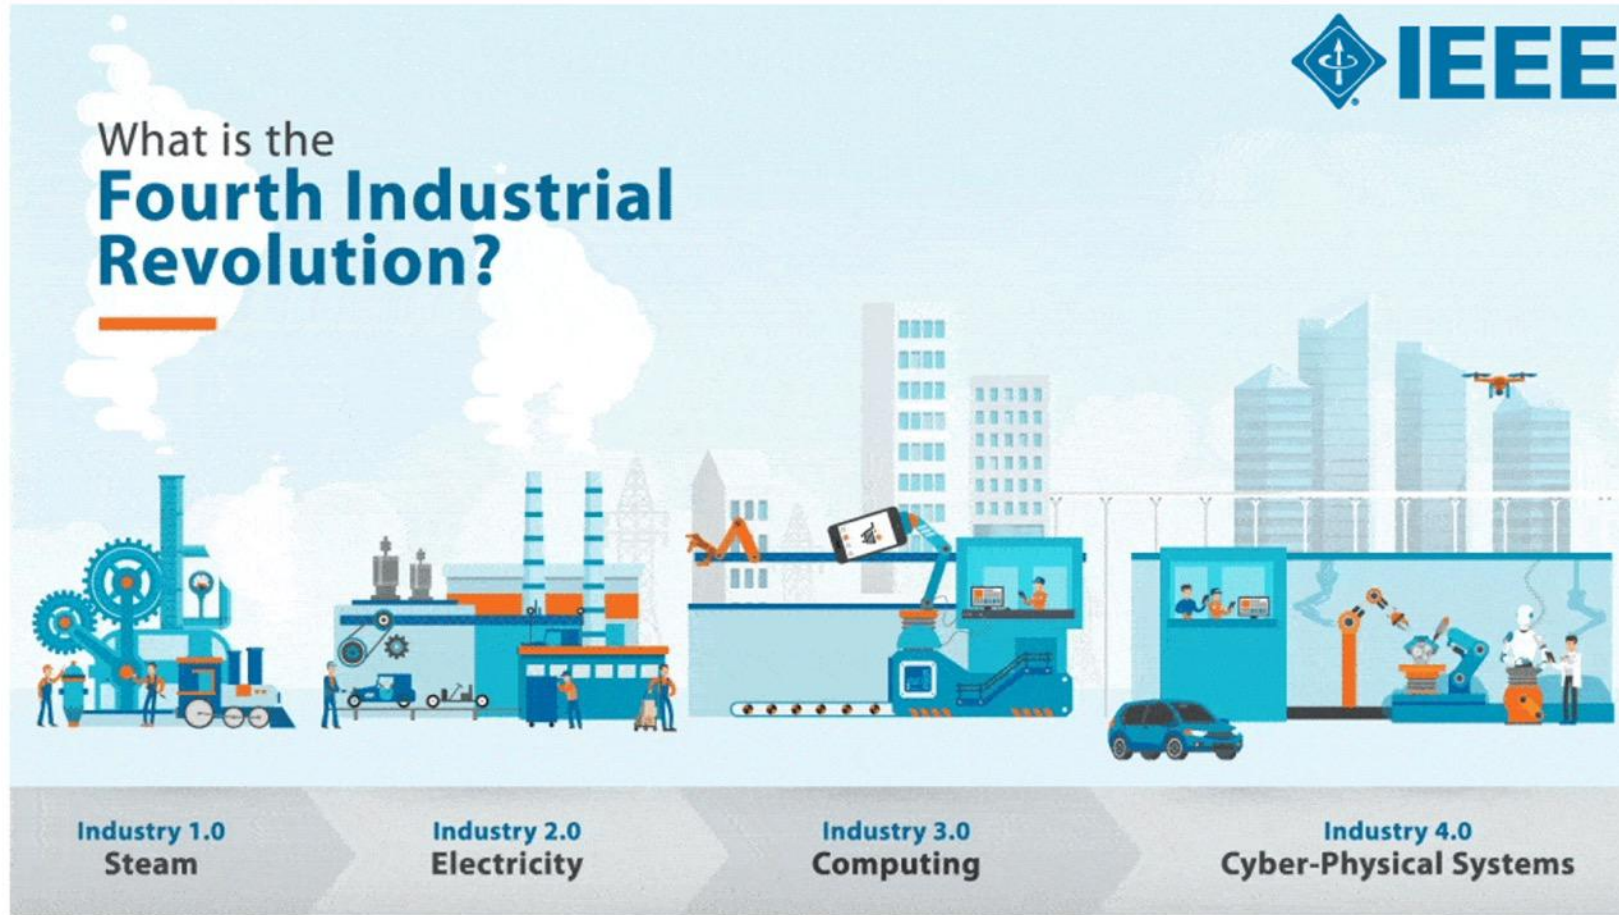 IEEE
What is the
Fourth Industrial
Revolution?
Industry 1.0
Steam
Industry 2.0
Electricity
Industry 3.0
Computing
Industry 4.0
Cyber-Physical Systems